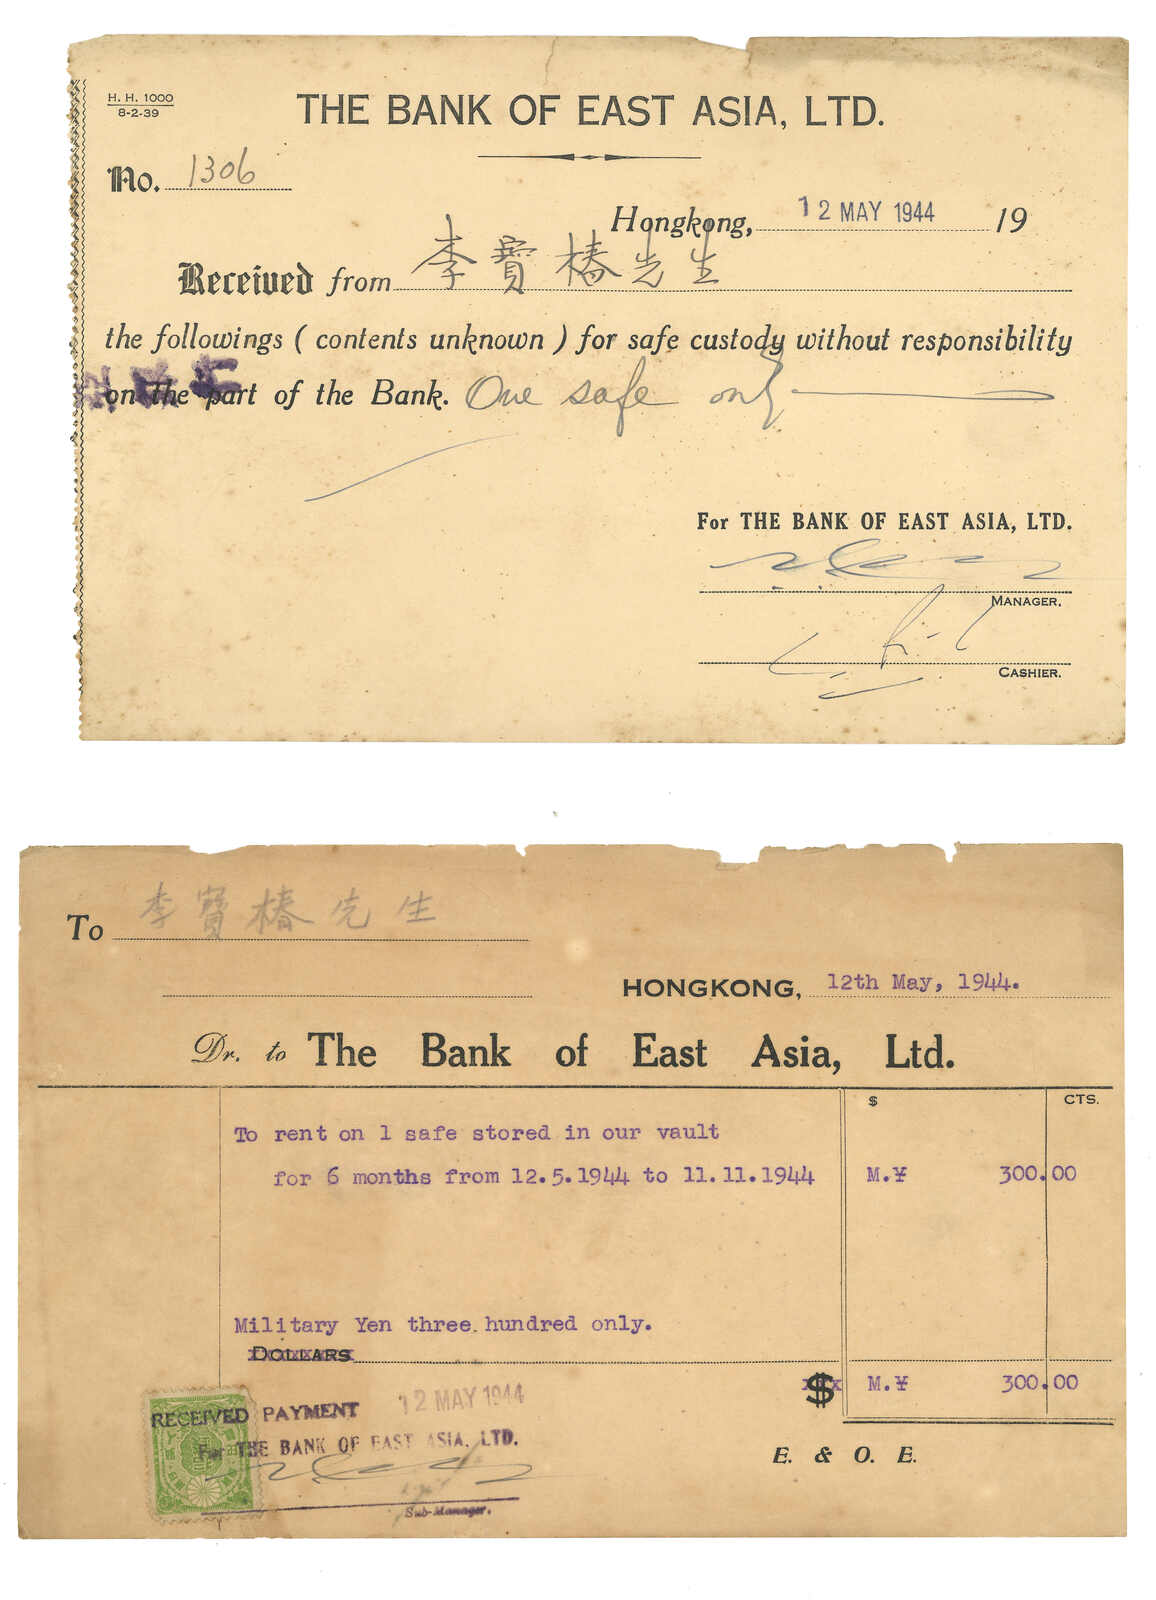 H. H. 1000
8-2-39
THE BANK OF EAST ASIA, LTD.
No. 1306
Hongkong, 12 MAY 1944 19
Received from 李寶椿先生
the followings ( contents unknown ) for safe custody without responsibility
on the part of the Bank. One safe only
For THE BANK OF EAST ASIA, LTD.
MANAGER.
CASHIER.
To 李寶椿先生
HONGKONG, 12th May, 1944.
Dr. to The Bank of East Asia, Ltd.
$ CTS.
To rent on 1 safe stored in our vault
for 6 months from 12.5.1944 to 11.11.1944 M.¥ 300.00
Military Yen three hundred only.
DOLLARS
$ M.¥ 300.00
RECEIVED PAYMENT 12 MAY 1944
For THE BANK OF EAST ASIA, LTD.
E. & O. E.
Sub-Manager.